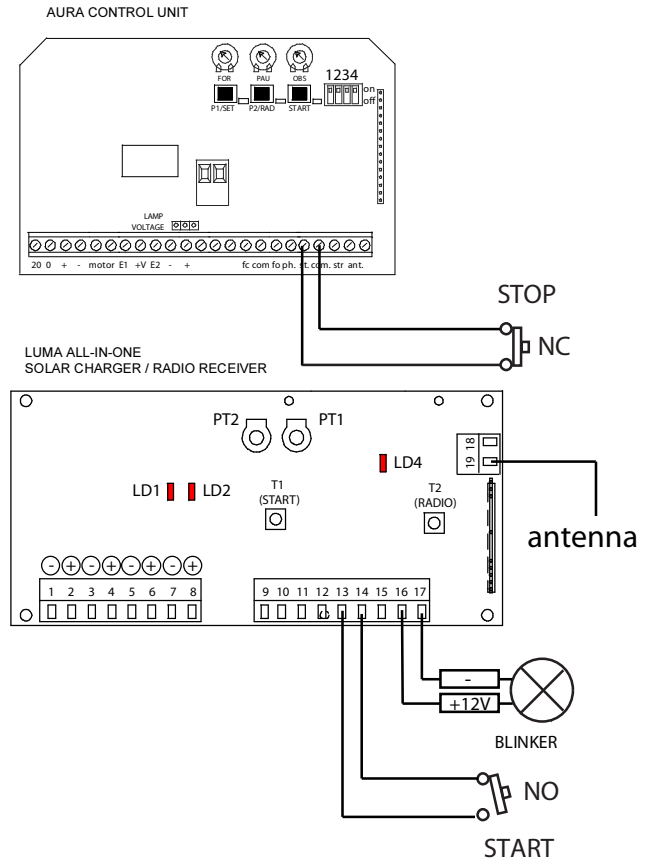 AURA CONTROL UNIT
FOR PAU OBS 1234
on
off
P1/SET P2/RAD START
LAMP
VOLTAGE
20 0 + - motor E1 +V E2 - + fc com fo ph. st. com. str ant.
STOP
NC
LUMA ALL-IN-ONE
SOLAR CHARGER / RADIO RECEIVER
PT2 PT1
LD4
19 18
LD1 LD2
T1
(START)
T2
(RADIO)
antenna
- + - + - + - +
1 2 3 4 5 6 7 8 9 10 11 12 13 14 15 16 17
-
+12V
BLINKER
NO
START